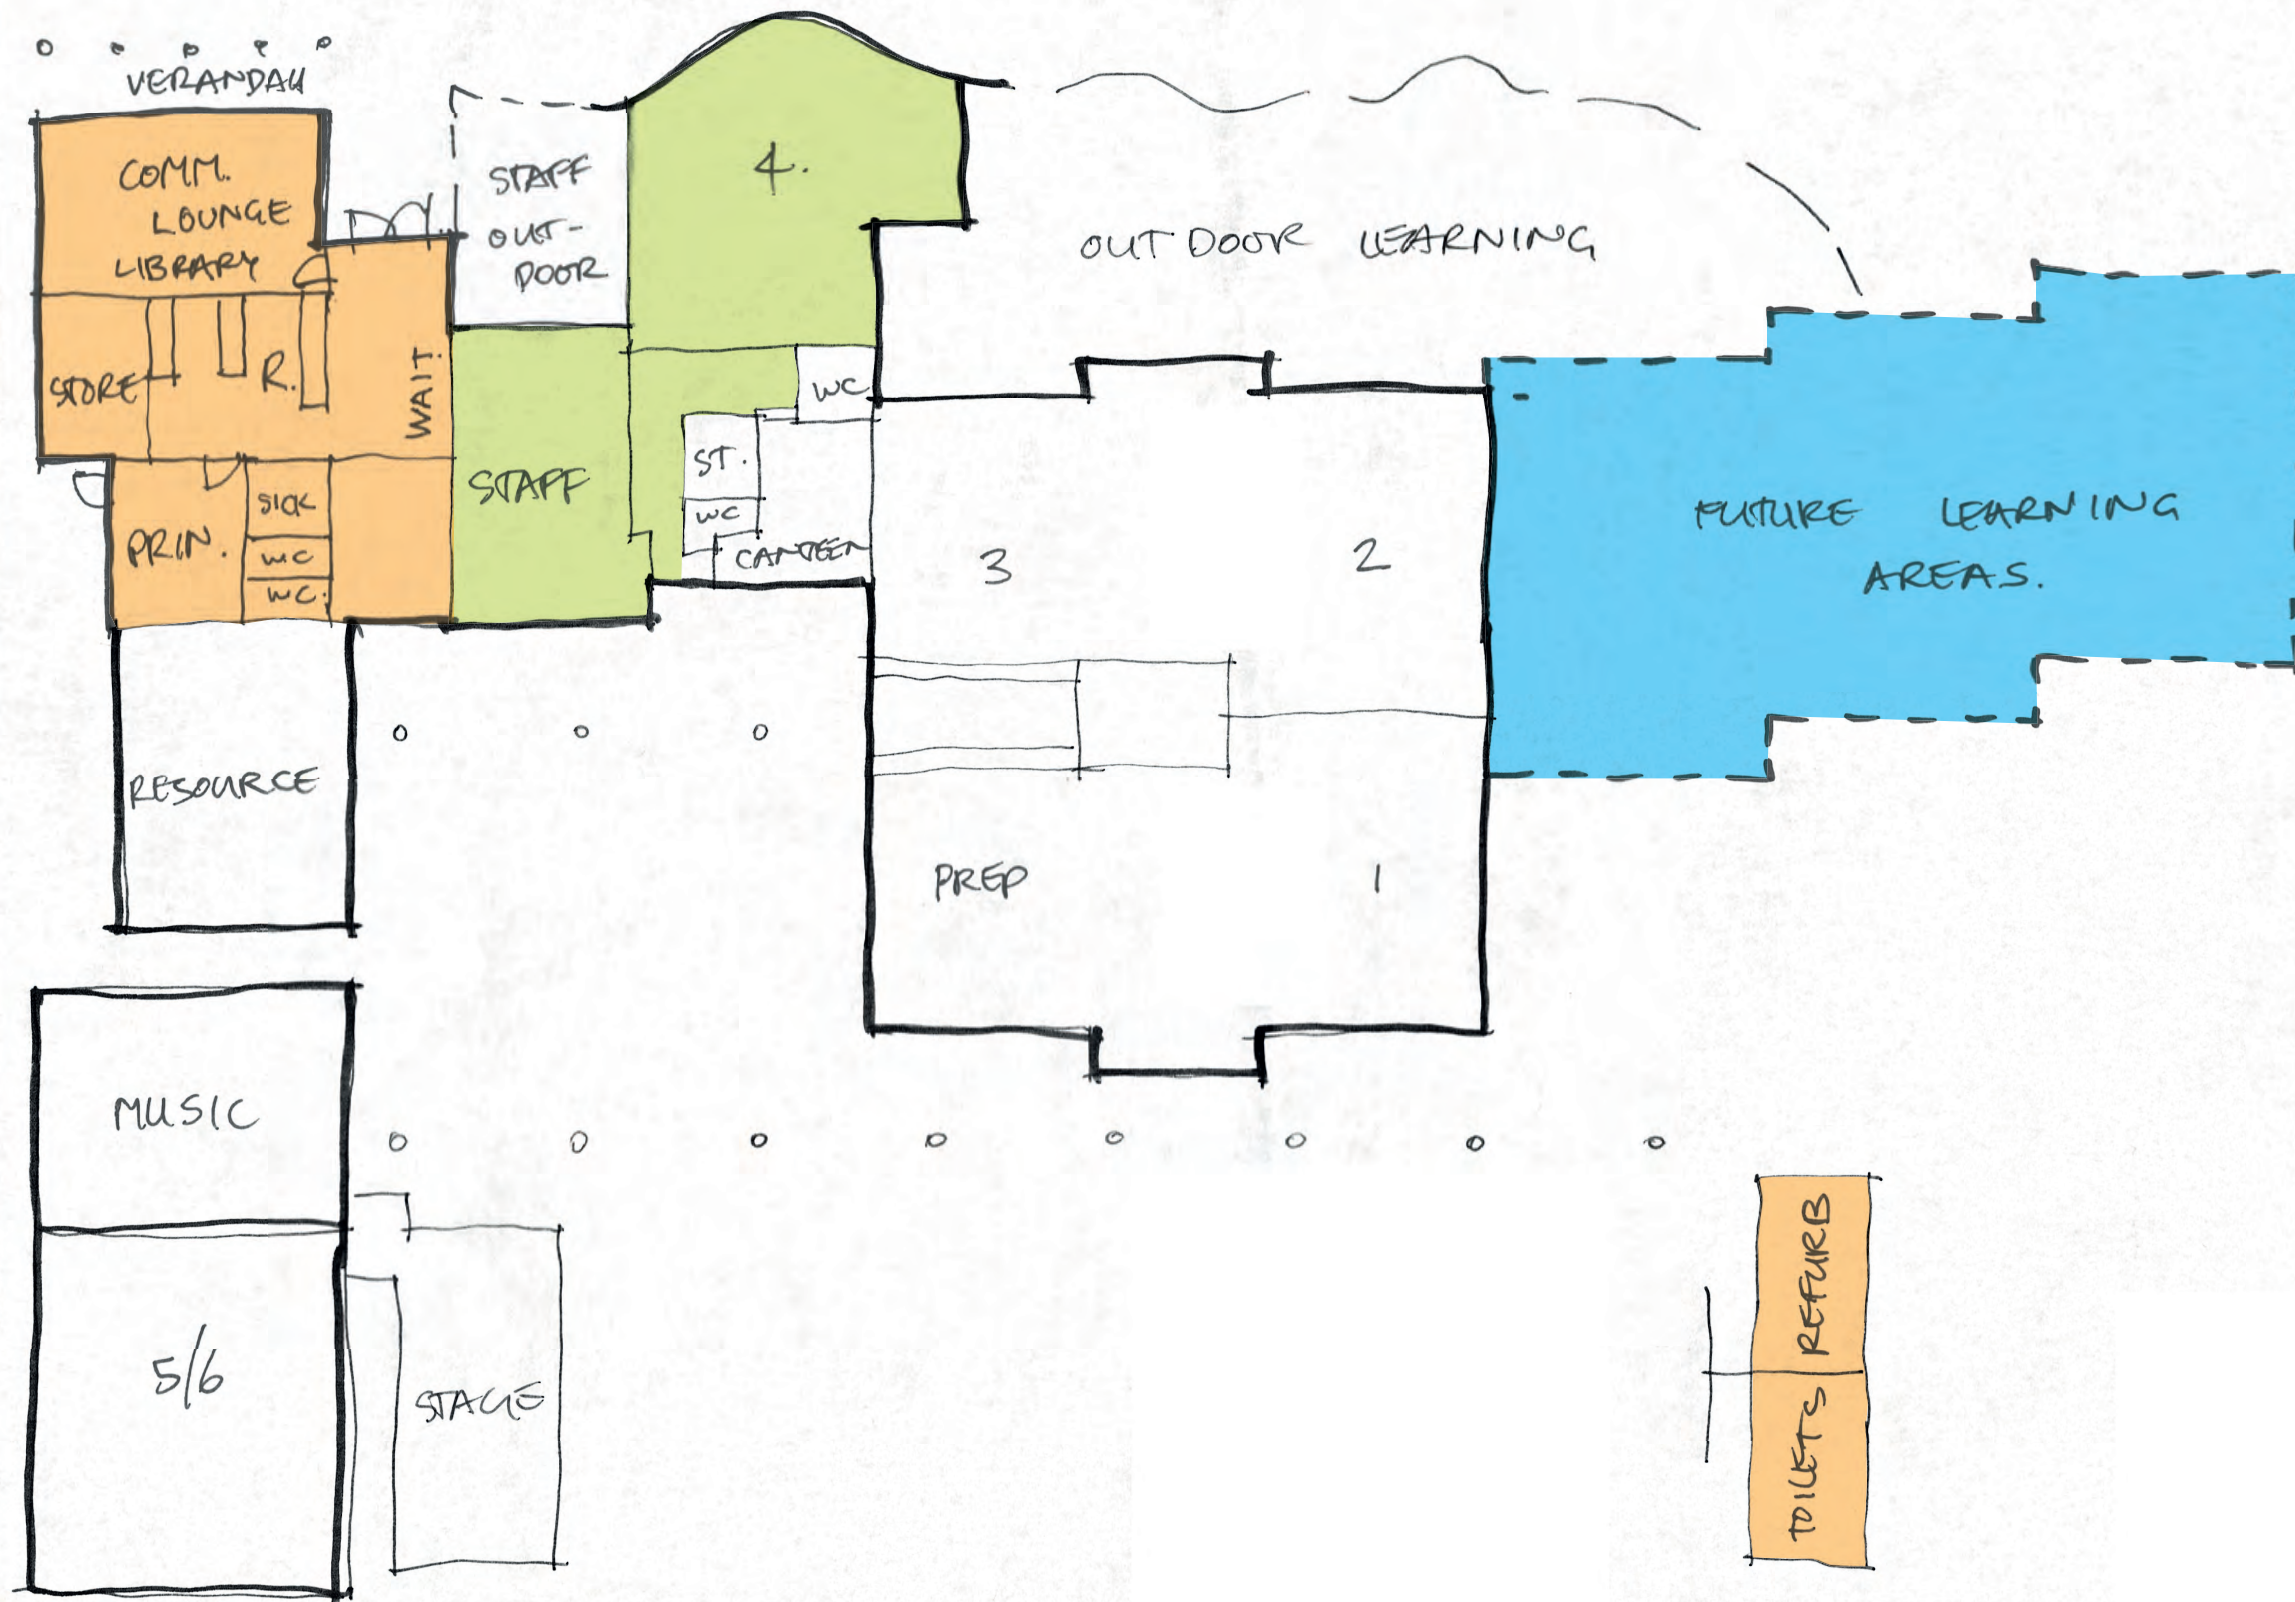 VERANDAH
COMM.
LOUNGE
LIBRARY
STAFF
OUT-
DOOR
4.
OUTDOOR LEARNING
STORE
R.
WAIT.
WC
STAFF
ST.
WC
CANTEEN
PRIN.
SICK
WC
WC.
3
2
FUTURE LEARNING
AREAS.
RESOURCE
PREP
1
MUSIC
5/6
STAGE
TOILETS REFURB